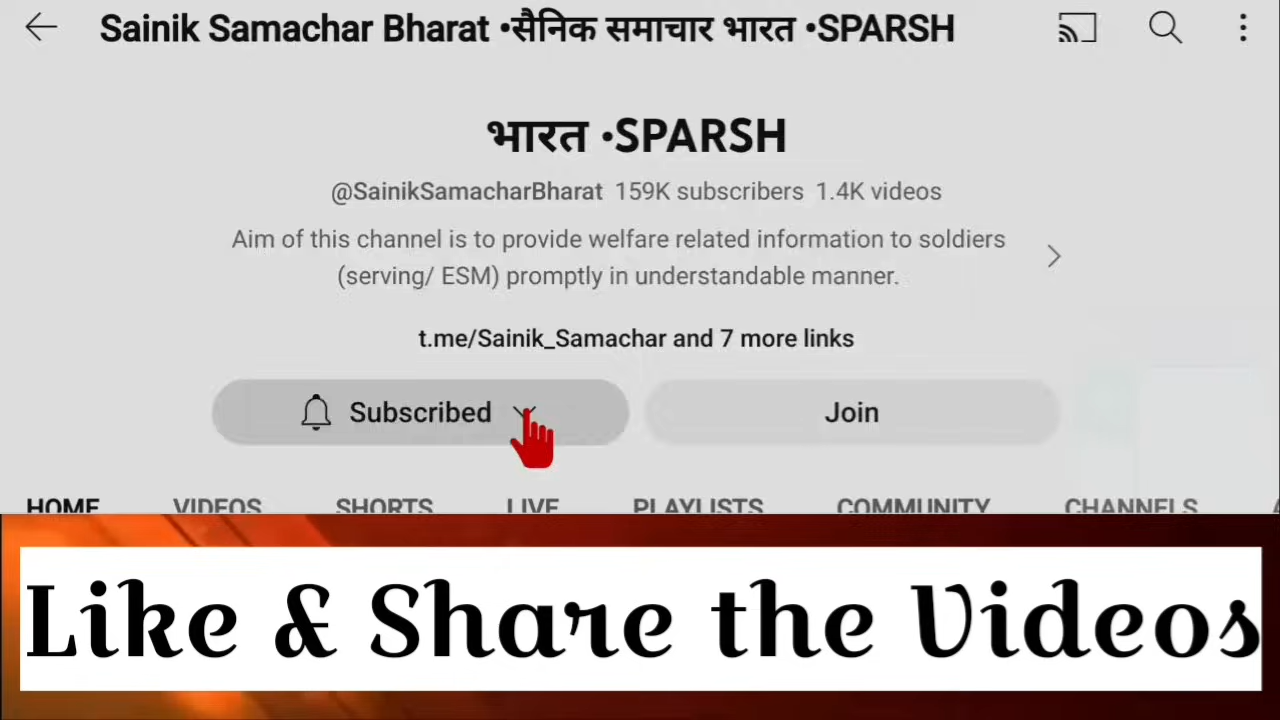 Sainik Samachar Bharat •सैनिक समाचार भारत •SPARSH
भारत •SPARSH
@SainikSamacharBharat 159K subscribers 1.4K videos
Aim of this channel is to provide welfare related information to soldiers
(serving/ ESM) promptly in understandable manner.
t.me/Sainik_Samachar and 7 more links
Subscribed Join
HOME VIDEOS SHORTS LIVE PLAYLISTS COMMUNITY CHANNELS
Like & Share the Videos